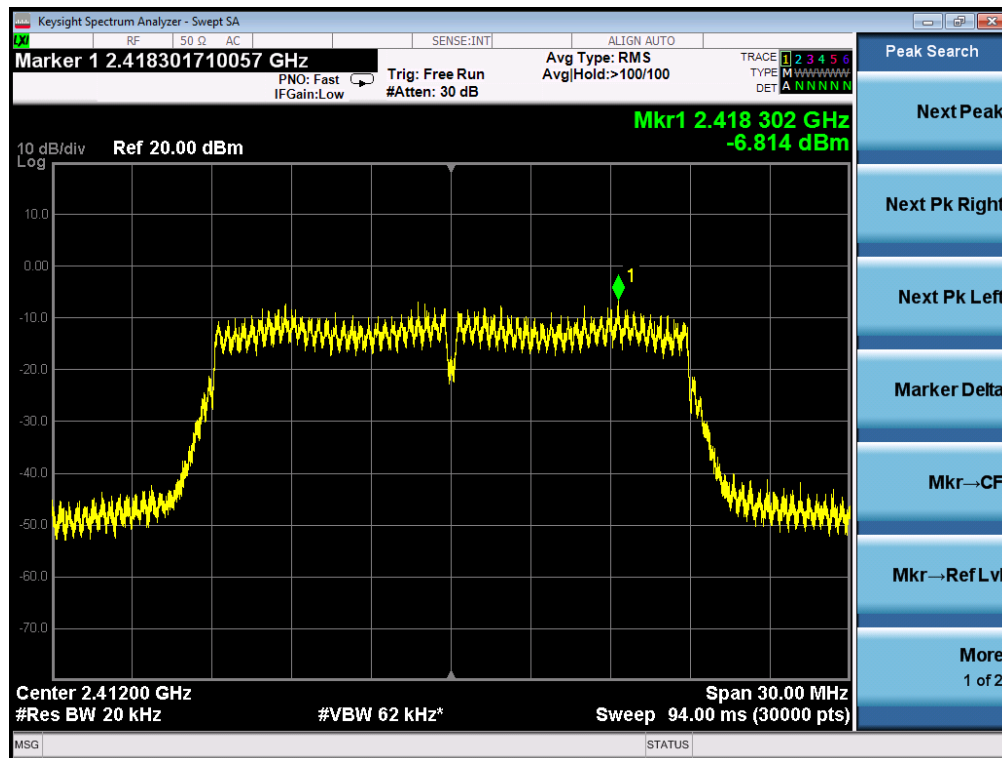 Keysight Spectrum Analyzer - Swept SA
LXI RF 50 Ω AC SENSE:INT ALIGN AUTO
Marker 1 2.418301710057 GHz
PNO: Fast
IFGain:Low
Trig: Free Run
#Atten: 30 dB
Avg Type: RMS
Avg|Hold:>100/100
TRACE 1 2 3 4 5 6
TYPE M WWWWW
DET A N N N N N
Mkr1 2.418 302 GHz
-6.814 dBm
10 dB/div Ref 20.00 dBm
Log
10.0
0.00
1
-10.0
-20.0
-30.0
-40.0
-50.0
-60.0
-70.0
Center 2.41200 GHz Span 30.00 MHz
#Res BW 20 kHz #VBW 62 kHz* Sweep 94.00 ms (30000 pts)
MSG STATUS
Peak Search
Next Peak
Next Pk Right
Next Pk Left
Marker Delta
Mkr→CF
Mkr→Ref Lvl
More
1 of 2